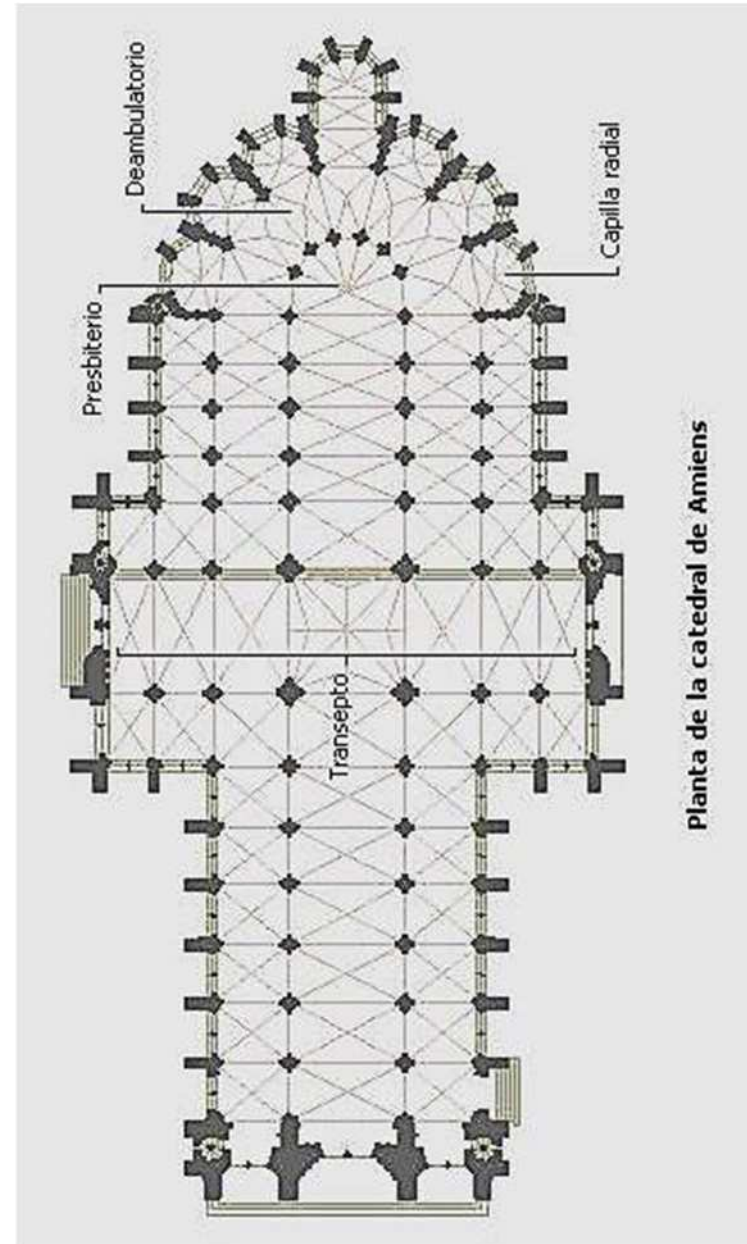 Deambulatorio
Capilla radial
Presbiterio
Transepto
Planta de la catedral de Amiens